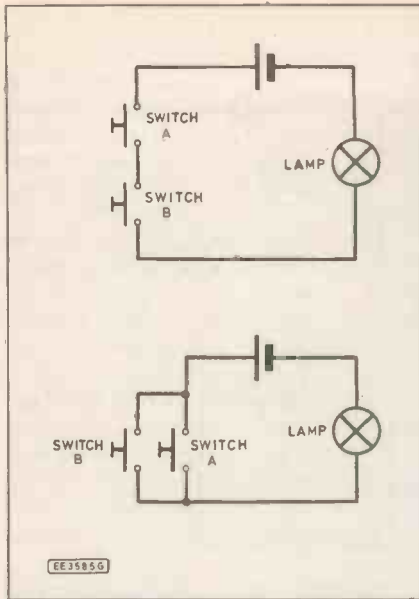 SWITCH
A
SWITCH
B
LAMP
SWITCH
B
SWITCH
A
LAMP
EE3585G